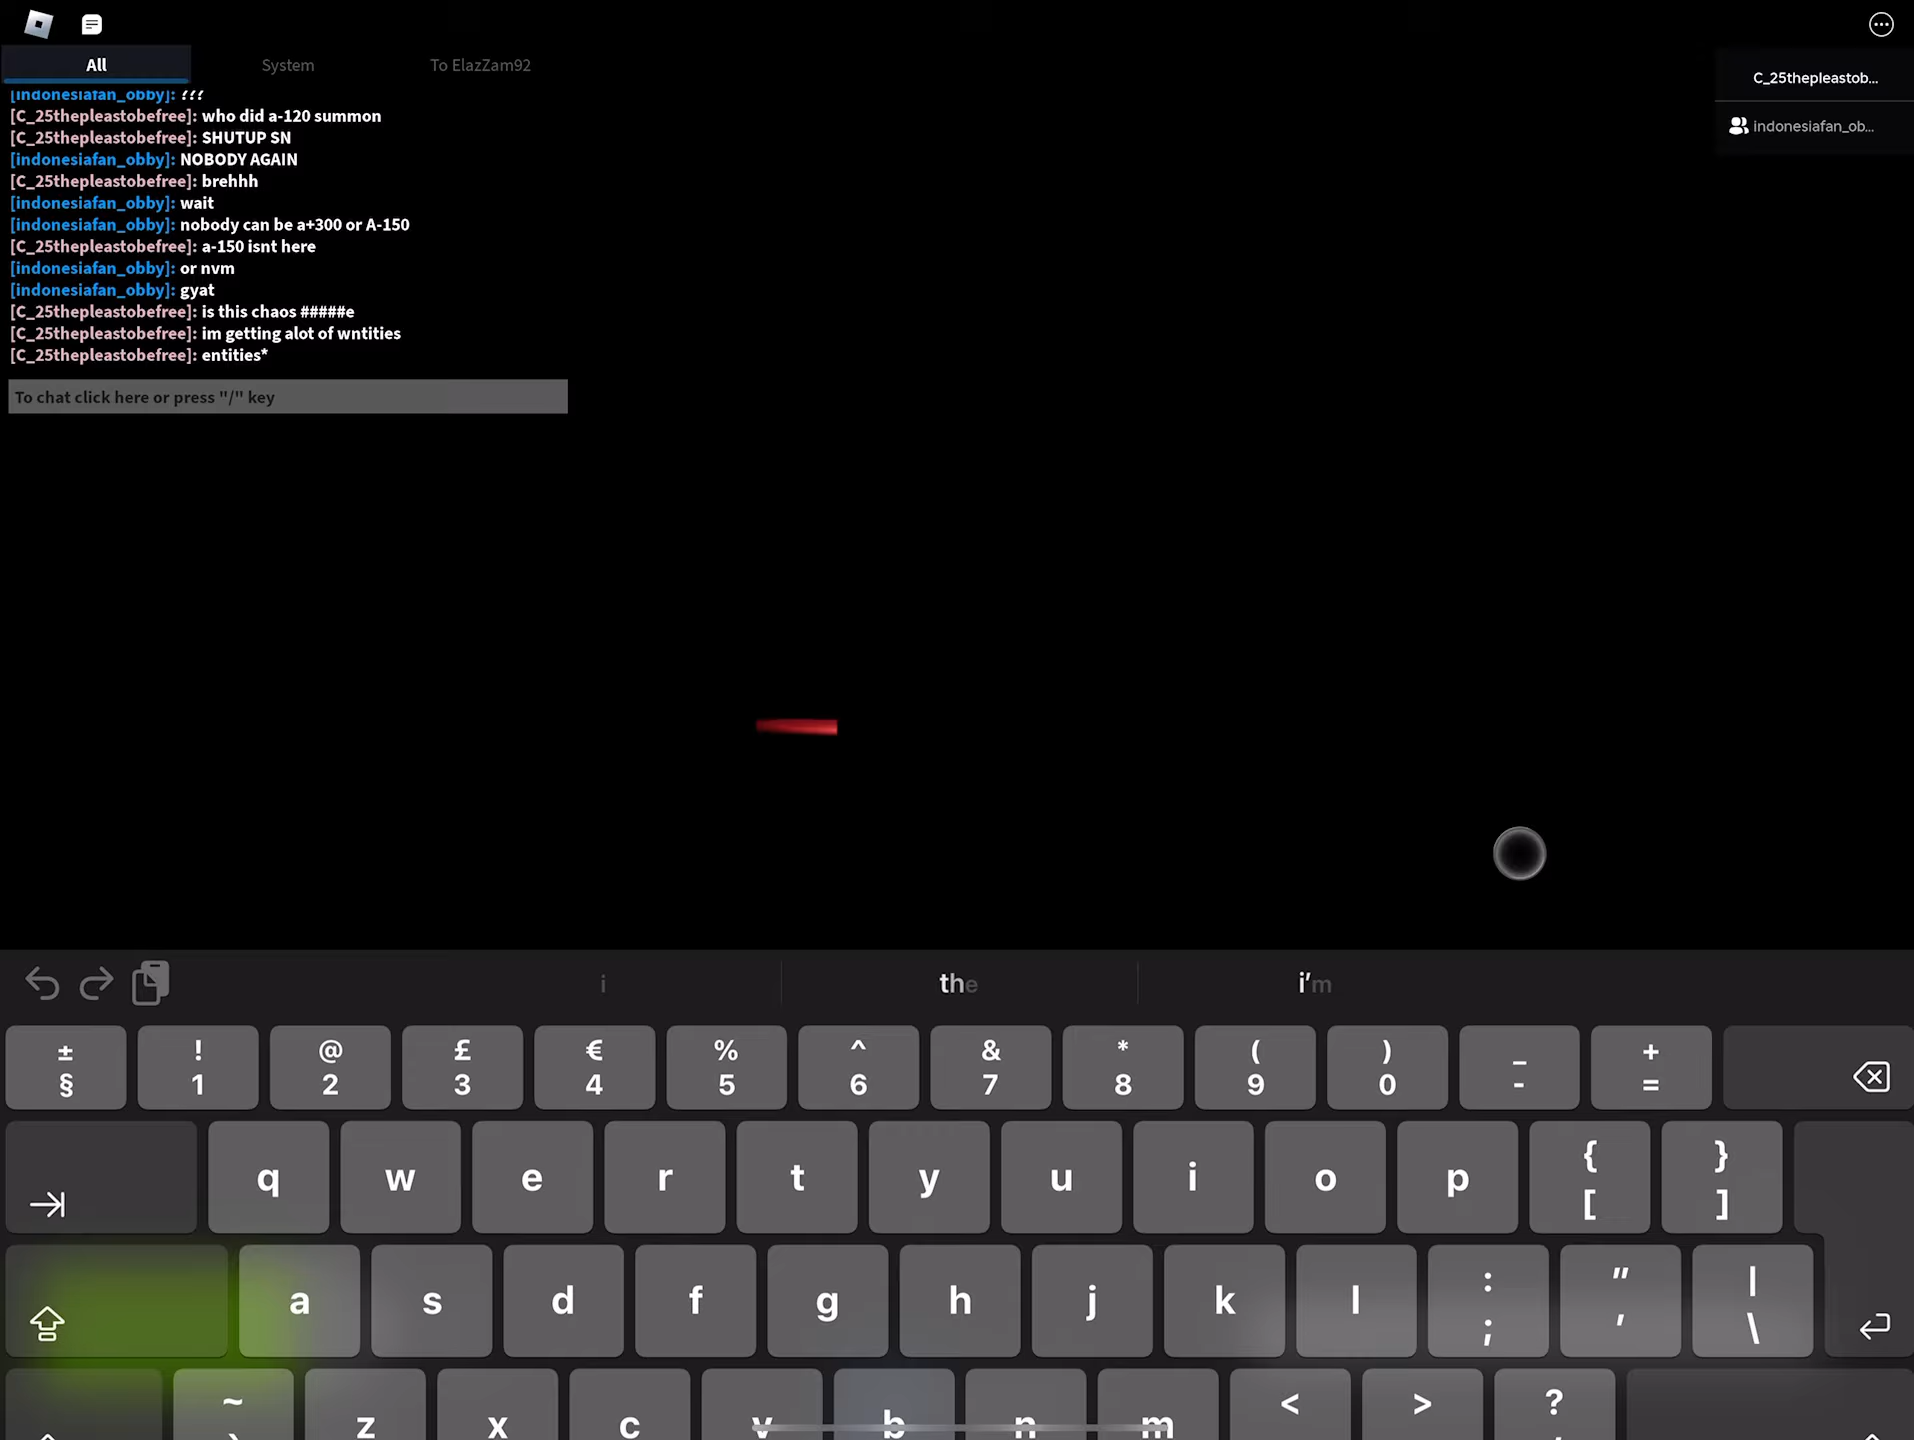 All System To ElazZam92
[indonesiafan_obby]: ???
[C_25thepleastobefree]: who did a-120 summon
[C_25thepleastobefree]: SHUTUP SN
[indonesiafan_obby]: NOBODY AGAIN
[C_25thepleastobefree]: brehhh
[indonesiafan_obby]: wait
[indonesiafan_obby]: nobody can be a+300 or A-150
[C_25thepleastobefree]: a-150 isnt here
[indonesiafan_obby]: or nvm
[indonesiafan_obby]: gyat
[C_25thepleastobefree]: is this chaos #####e
[C_25thepleastobefree]: im getting alot of wntities
[C_25thepleastobefree]: entities*
To chat click here or press "/" key
C_25thepleastob...
indonesiafan_ob...
i the i'm
± ! @ £ € % ^ & * ( ) _ +
§ 1 2 3 4 5 6 7 8 9 0 - =
q w e r t y u i o p { }
[ ]
a s d f g h j k l : " |
; ' \
~ < > ?
z x c v b n m